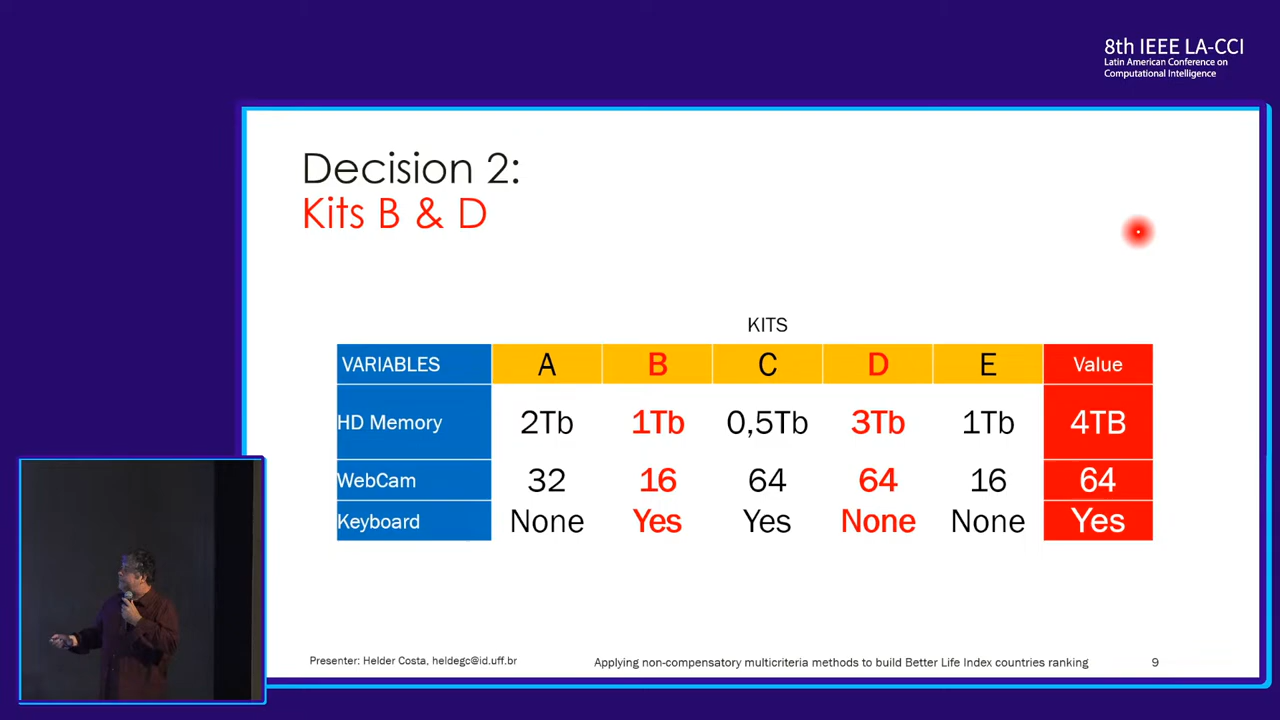 8th IEEE LA-CCI
Latin American Conference on
Computational Intelligence
Decision 2:
Kits B & D
KITS
VARIABLES A B C D E Value
HD Memory 2Tb 1Tb 0,5Tb 3Tb 1Tb 4TB
WebCam 32 16 64 64 16 64
Keyboard None Yes Yes None None Yes
Presenter: Helder Costa, heldegc@id.uff.br Applying non-compensatory multicriteria methods to build Better Life Index countries ranking 9